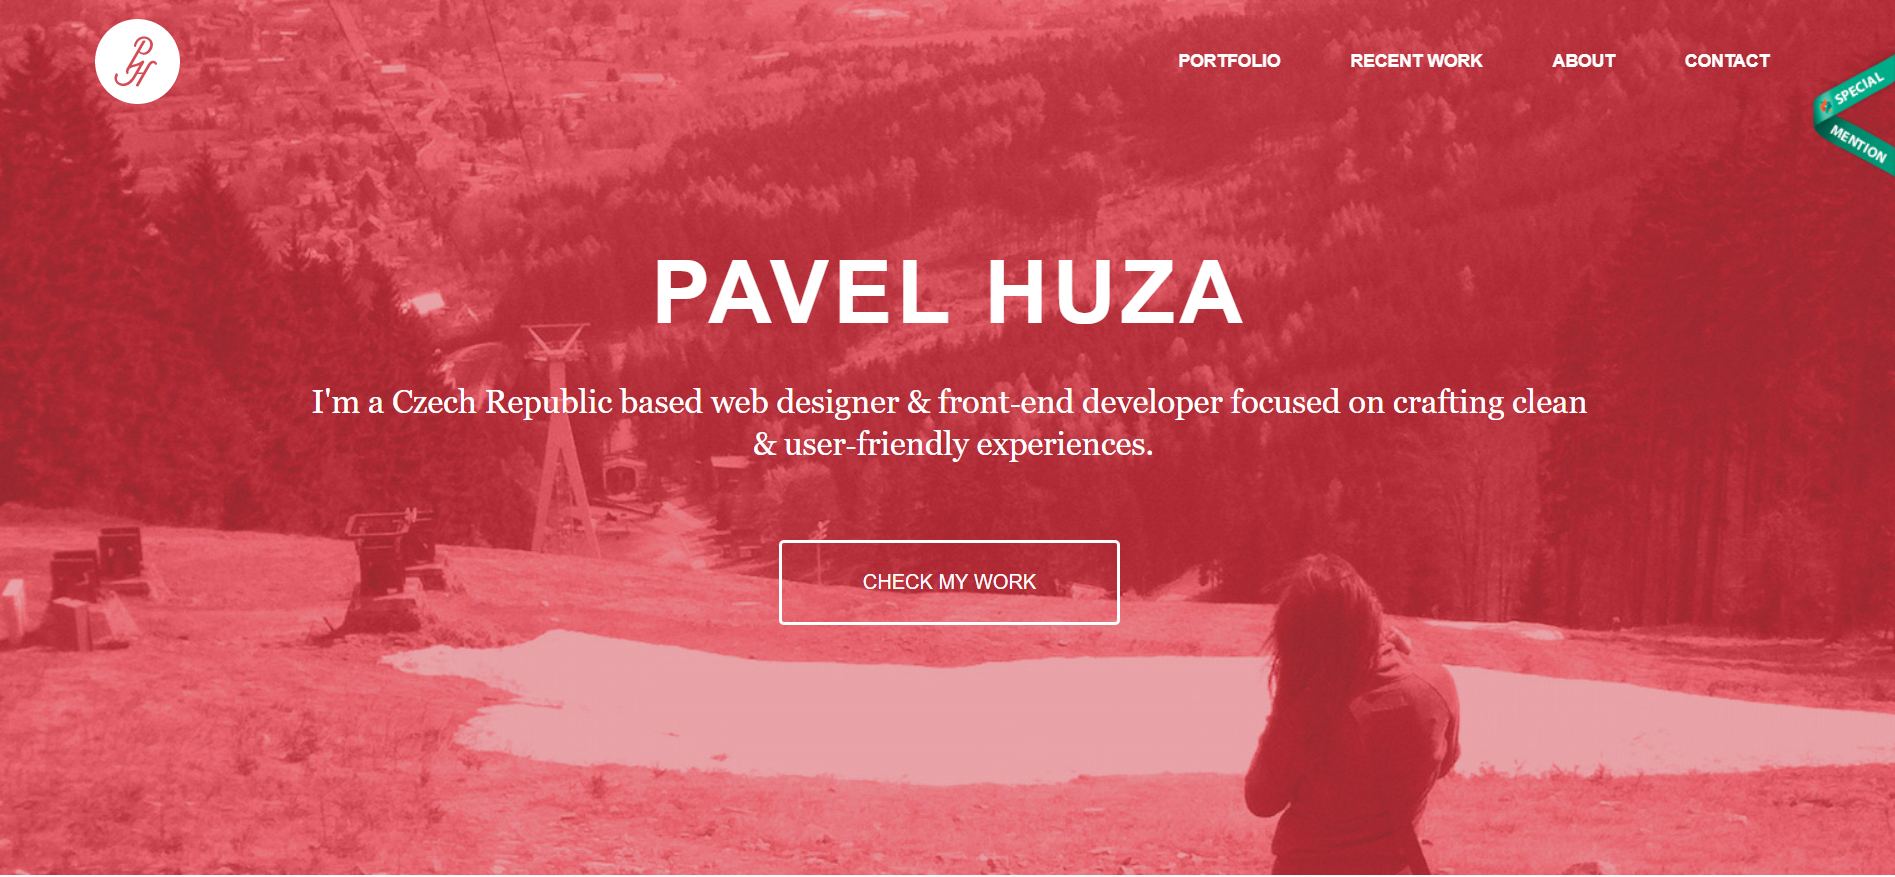 PH
PORTFOLIO RECENT WORK ABOUT CONTACT
SPECIAL
MENTION
PAVEL HUZA
I'm a Czech Republic based web designer & front-end developer focused on crafting clean
& user-friendly experiences.
CHECK MY WORK